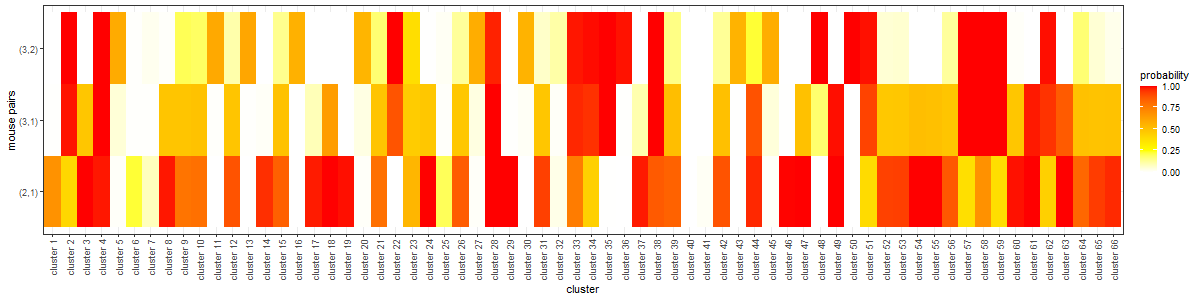 probability
1.00
0.75
0.50
0.25
0.00
mouse pairs
(3,2)
(3,1)
(2,1)
cluster 1
cluster 2
cluster 3
cluster 4
cluster 5
cluster 6
cluster 7
cluster 8
cluster 9
cluster 10
cluster 11
cluster 12
cluster 13
cluster 14
cluster 15
cluster 16
cluster 17
cluster 18
cluster 19
cluster 20
cluster 21
cluster 22
cluster 23
cluster 24
cluster 25
cluster 26
cluster 27
cluster 28
cluster 29
cluster 30
cluster 31
cluster 32
cluster 33
cluster 34
cluster 35
cluster 36
cluster 37
cluster 38
cluster 39
cluster 40
cluster 41
cluster 42
cluster 43
cluster 44
cluster 45
cluster 46
cluster 47
cluster 48
cluster 49
cluster 50
cluster 51
cluster 52
cluster 53
cluster 54
cluster 55
cluster 56
cluster 57
cluster 58
cluster 59
cluster 60
cluster 61
cluster 62
cluster 63
cluster 64
cluster 65
cluster 66
cluster